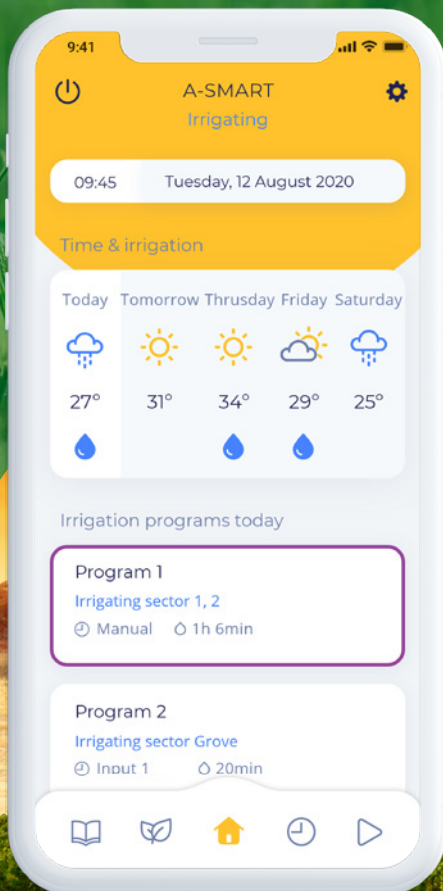 9:41
A-SMART
Irrigating
09:45 Tuesday, 12 August 2020
Time & irrigation
Today Tomorrow Thrusday Friday Saturday
27° 31° 34° 29° 25°
Irrigation programs today
Program 1
Irrigating sector 1, 2
Manual 1h 6min
Program 2
Irrigating sector Grove
Input 1 20min